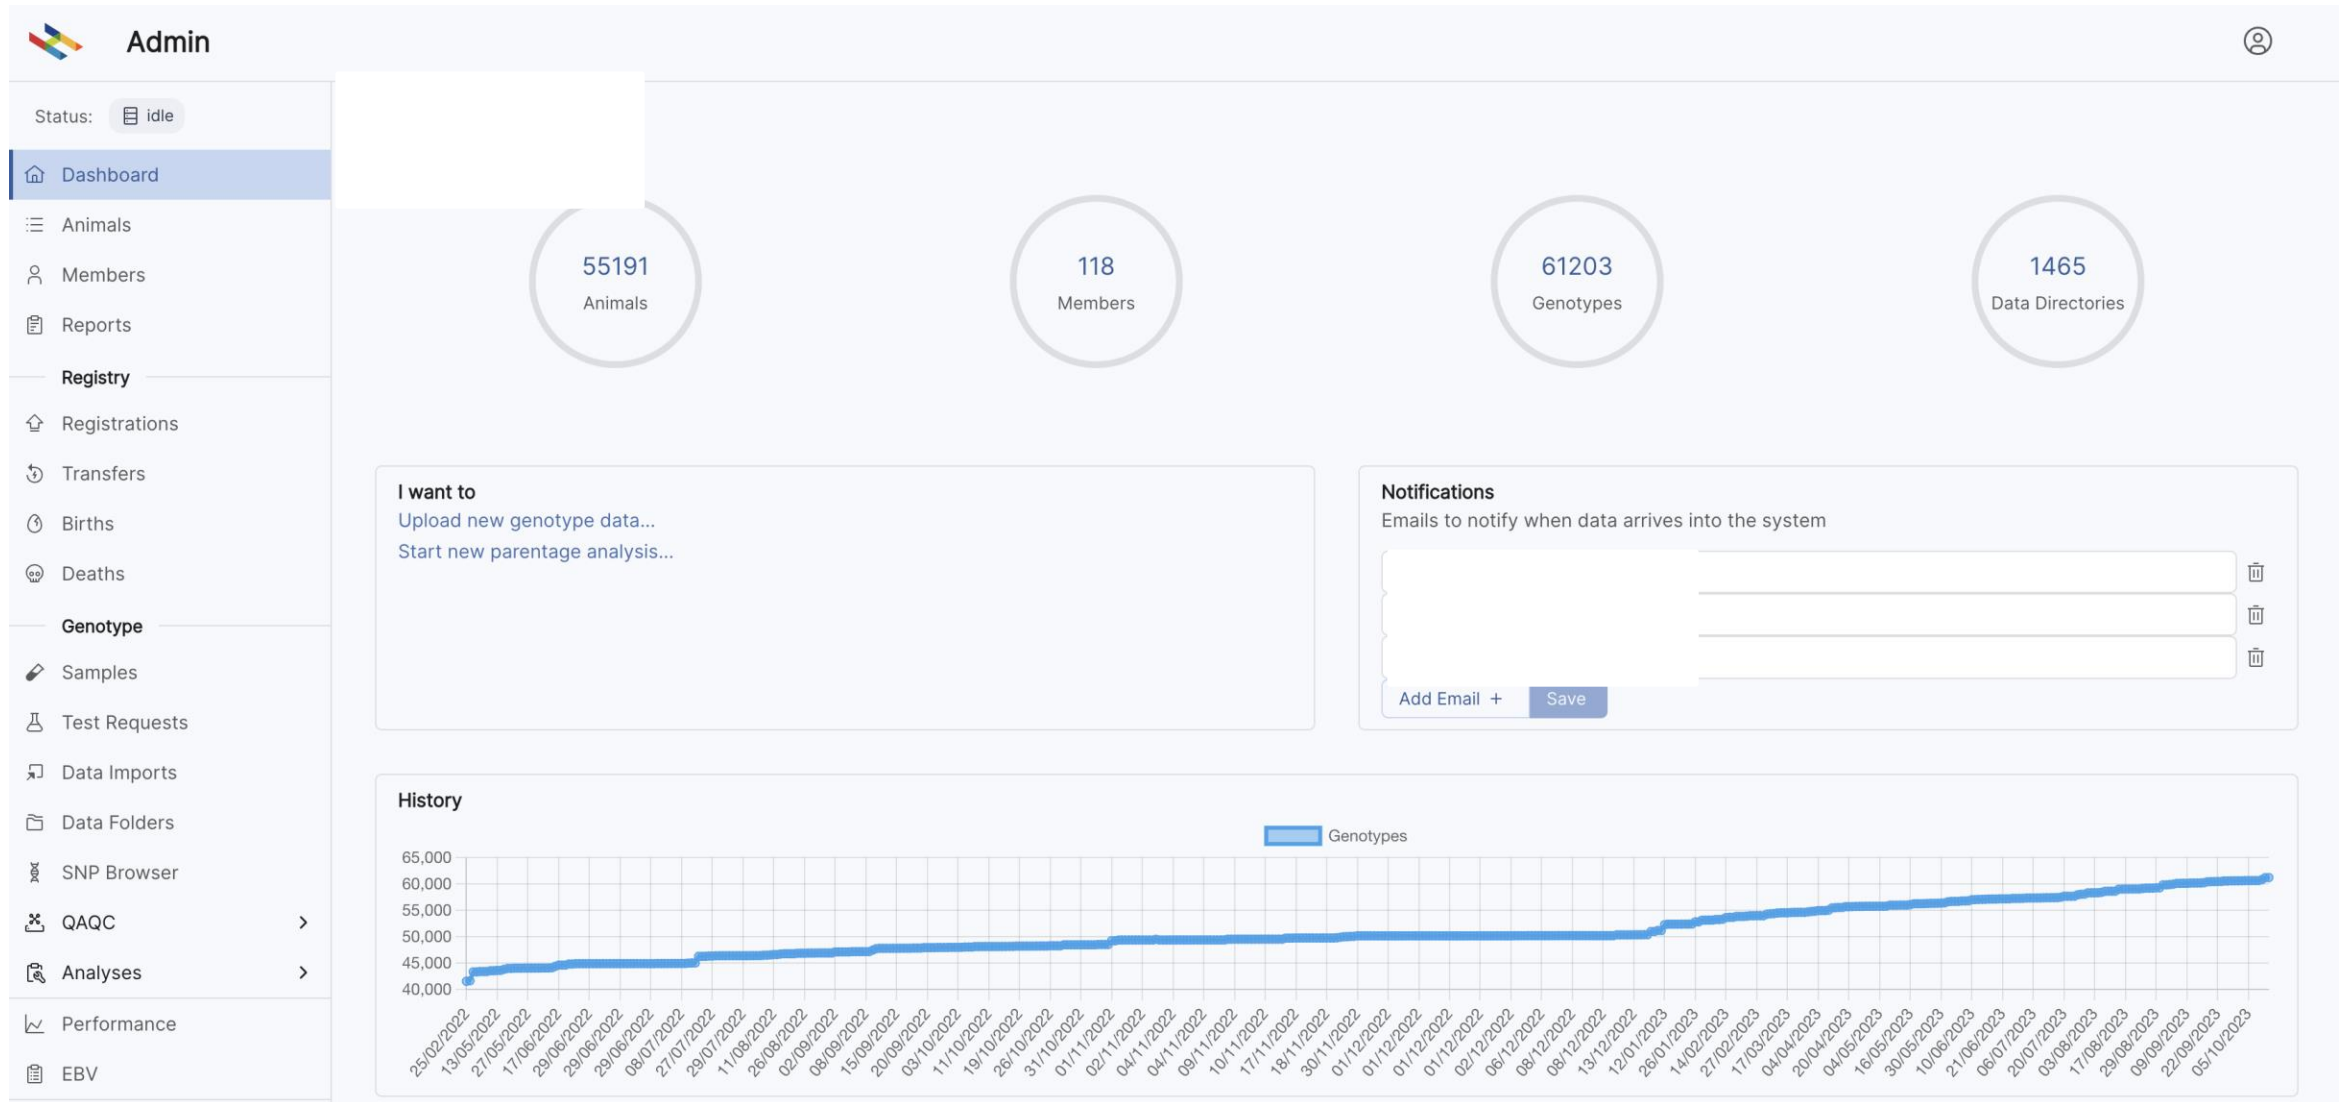 Admin
Status: idle
Dashboard
Animals
Members
Reports
Registry
Registrations
Transfers
Births
Deaths
Genotype
Samples
Test Requests
Data Imports
Data Folders
SNP Browser
QAQC
Analyses
Performance
EBV
55191
Animals
118
Members
61203
Genotypes
1465
Data Directories
I want to
Upload new genotype data...
Start new parentage analysis...
Notifications
Emails to notify when data arrives into the system
Add Email +
Save
History
Genotypes
65,000
60,000
55,000
50,000
45,000
40,000
25/02/2022
13/05/2022
27/05/2022
17/06/2022
29/06/2022
29/06/2022
29/06/2022
08/07/2022
27/07/2022
29/07/2022
11/08/2022
26/08/2022
02/09/2022
08/09/2022
15/09/2022
20/09/2022
03/10/2022
11/10/2022
19/10/2022
26/10/2022
31/10/2022
01/11/2022
02/11/2022
04/11/2022
04/11/2022
09/11/2022
10/11/2022
17/11/2022
18/11/2022
30/11/2022
01/12/2022
01/12/2022
01/12/2022
01/12/2022
02/12/2022
06/12/2022
08/12/2022
08/12/2022
13/12/2022
12/01/2023
26/01/2023
14/02/2023
27/02/2023
17/03/2023
04/04/2023
20/04/2023
04/05/2023
16/05/2023
30/05/2023
10/06/2023
21/06/2023
06/07/2023
20/07/2023
03/08/2023
17/08/2023
29/08/2023
09/09/2023
22/09/2023
05/10/2023